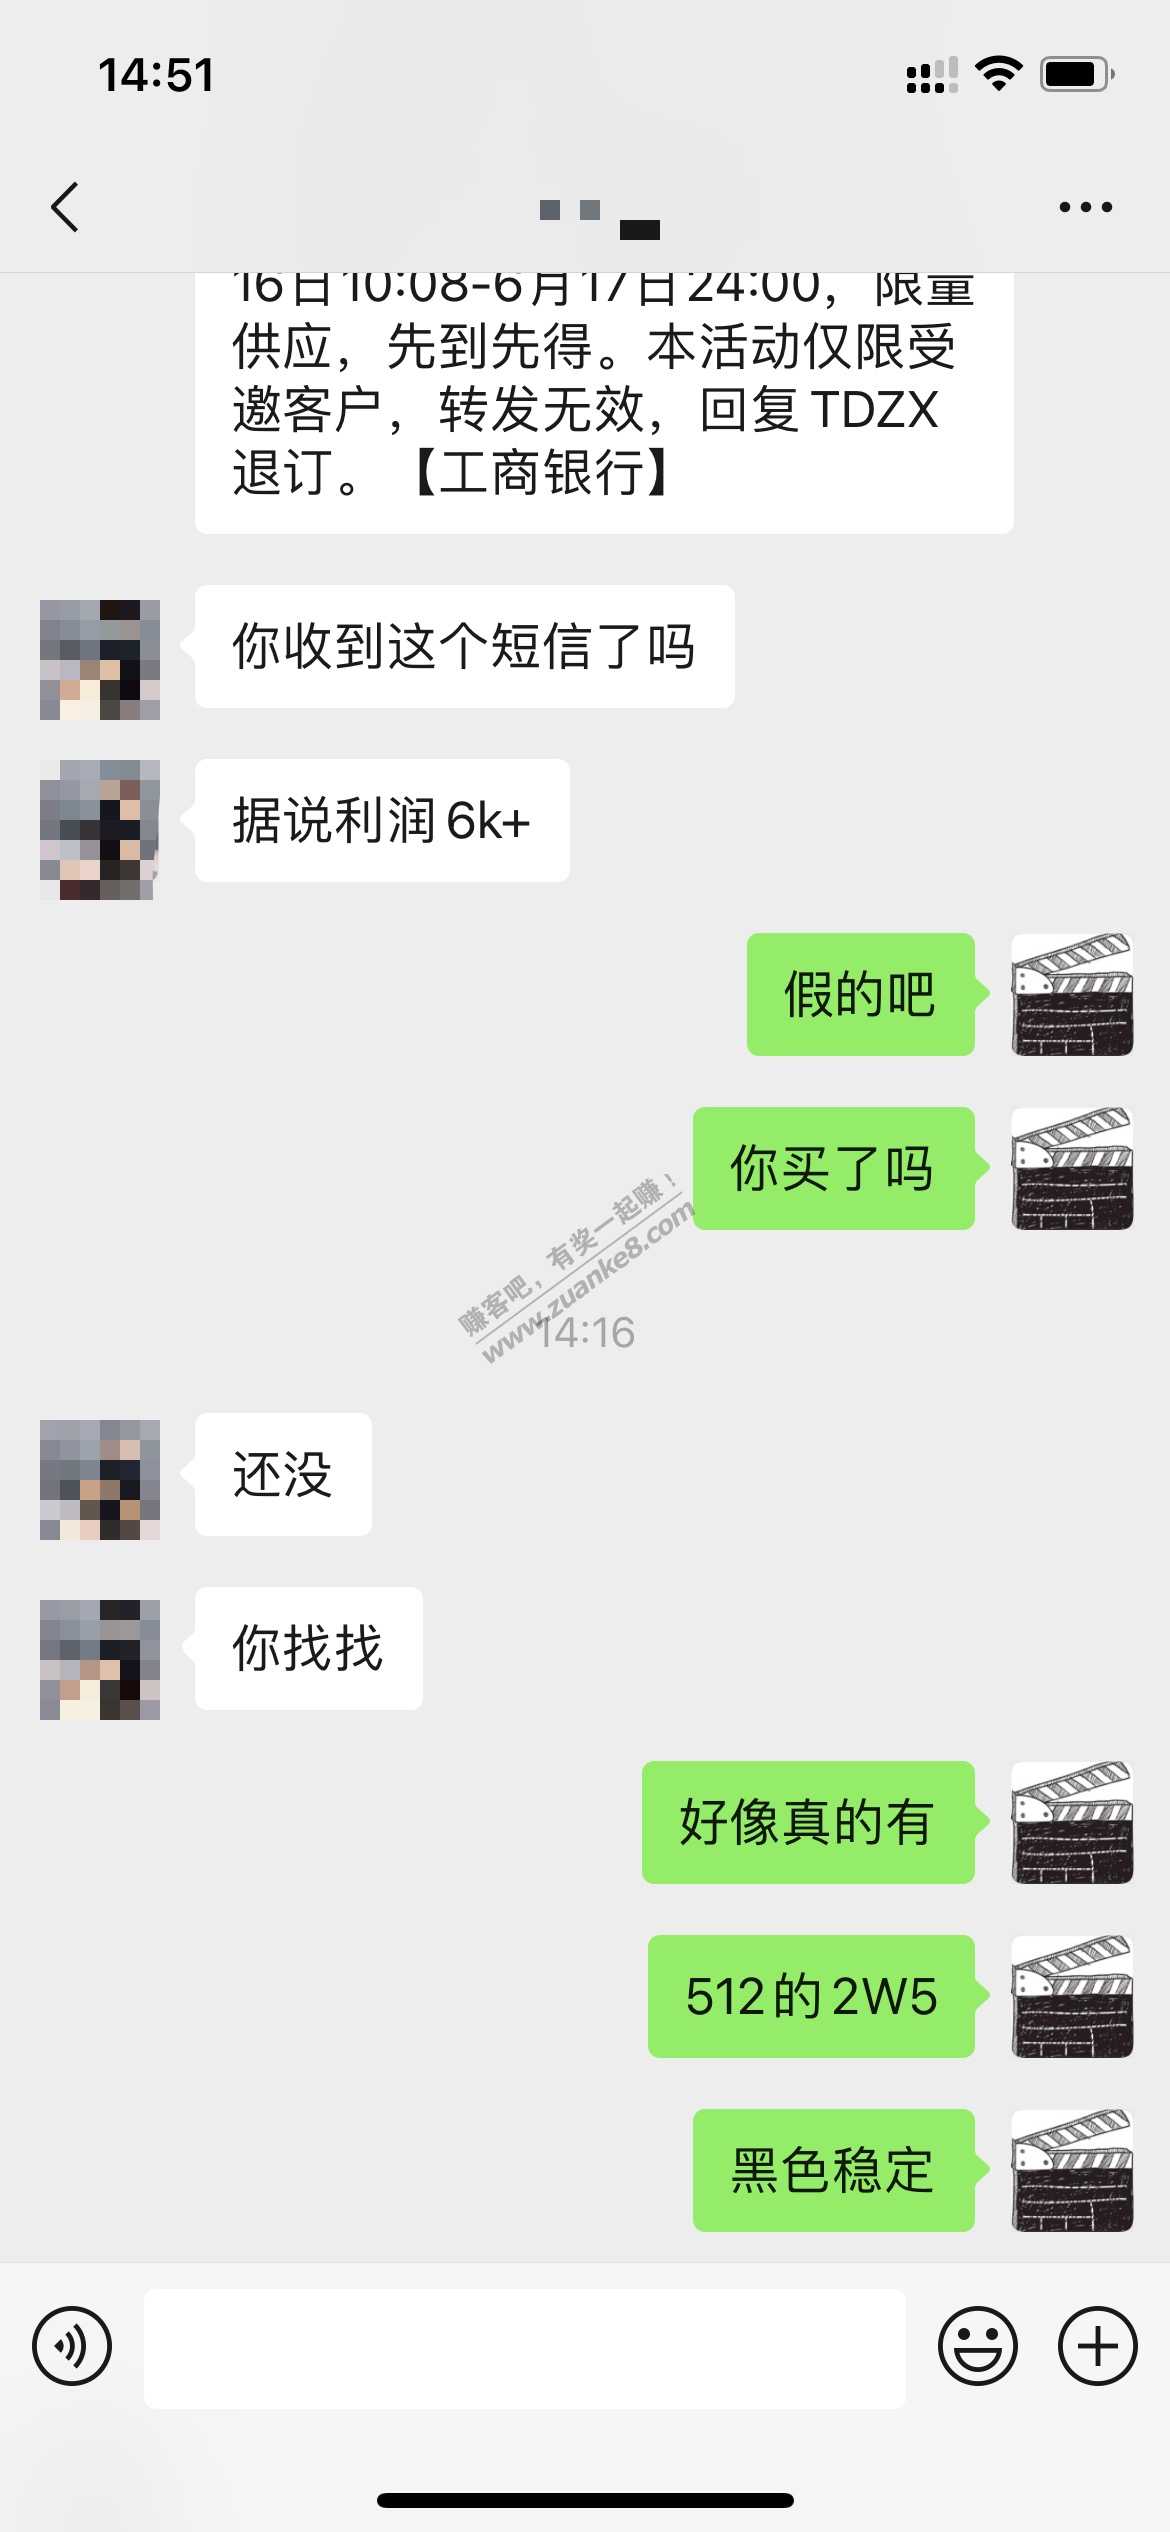 14:51
16日10:08-6月17日24:00，限量
供应，先到先得。本活动仅限受
邀客户，转发无效，回复TDZX
退订。【工商银行】
你收到这个短信了吗
据说利润6k+
假的吧
你买了吗
赚客吧，有奖一起赚！
www.zuanke8.com
14:16
还没
你找找
好像真的有
512的2W5
黑色稳定